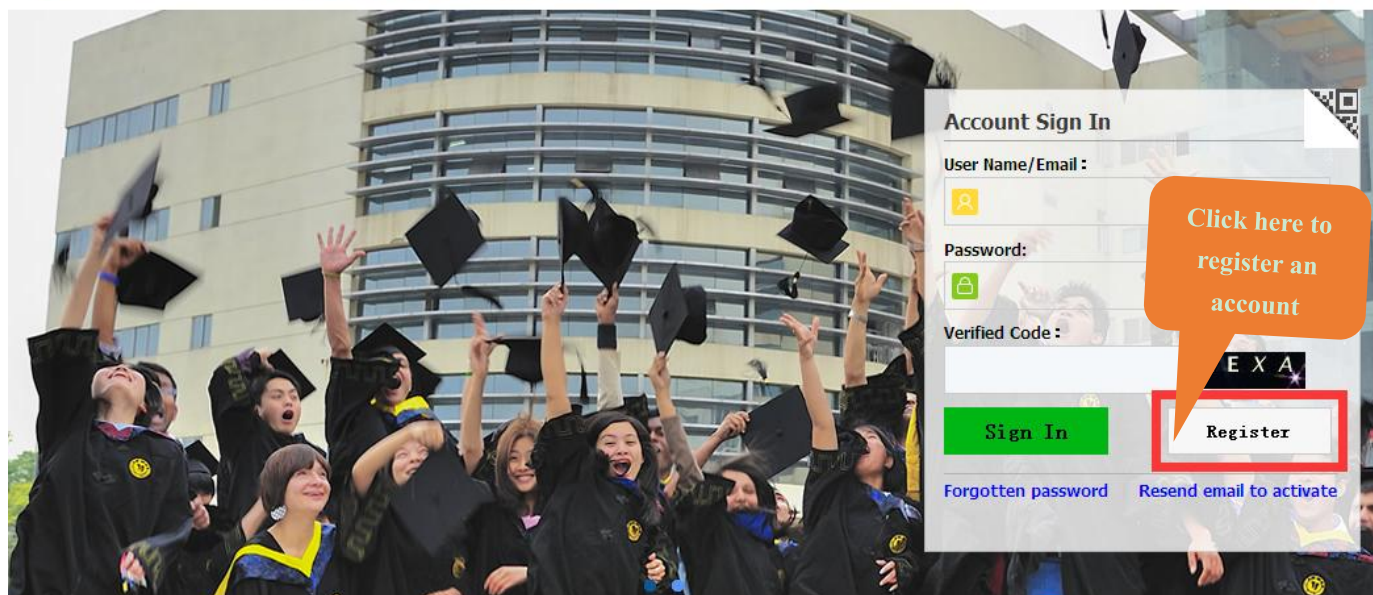 Account Sign In
User Name/Email：
Password:
Verified Code：
Click here to
register an
account
E X A
Sign In
Register
Forgotten password
Resend email to activate